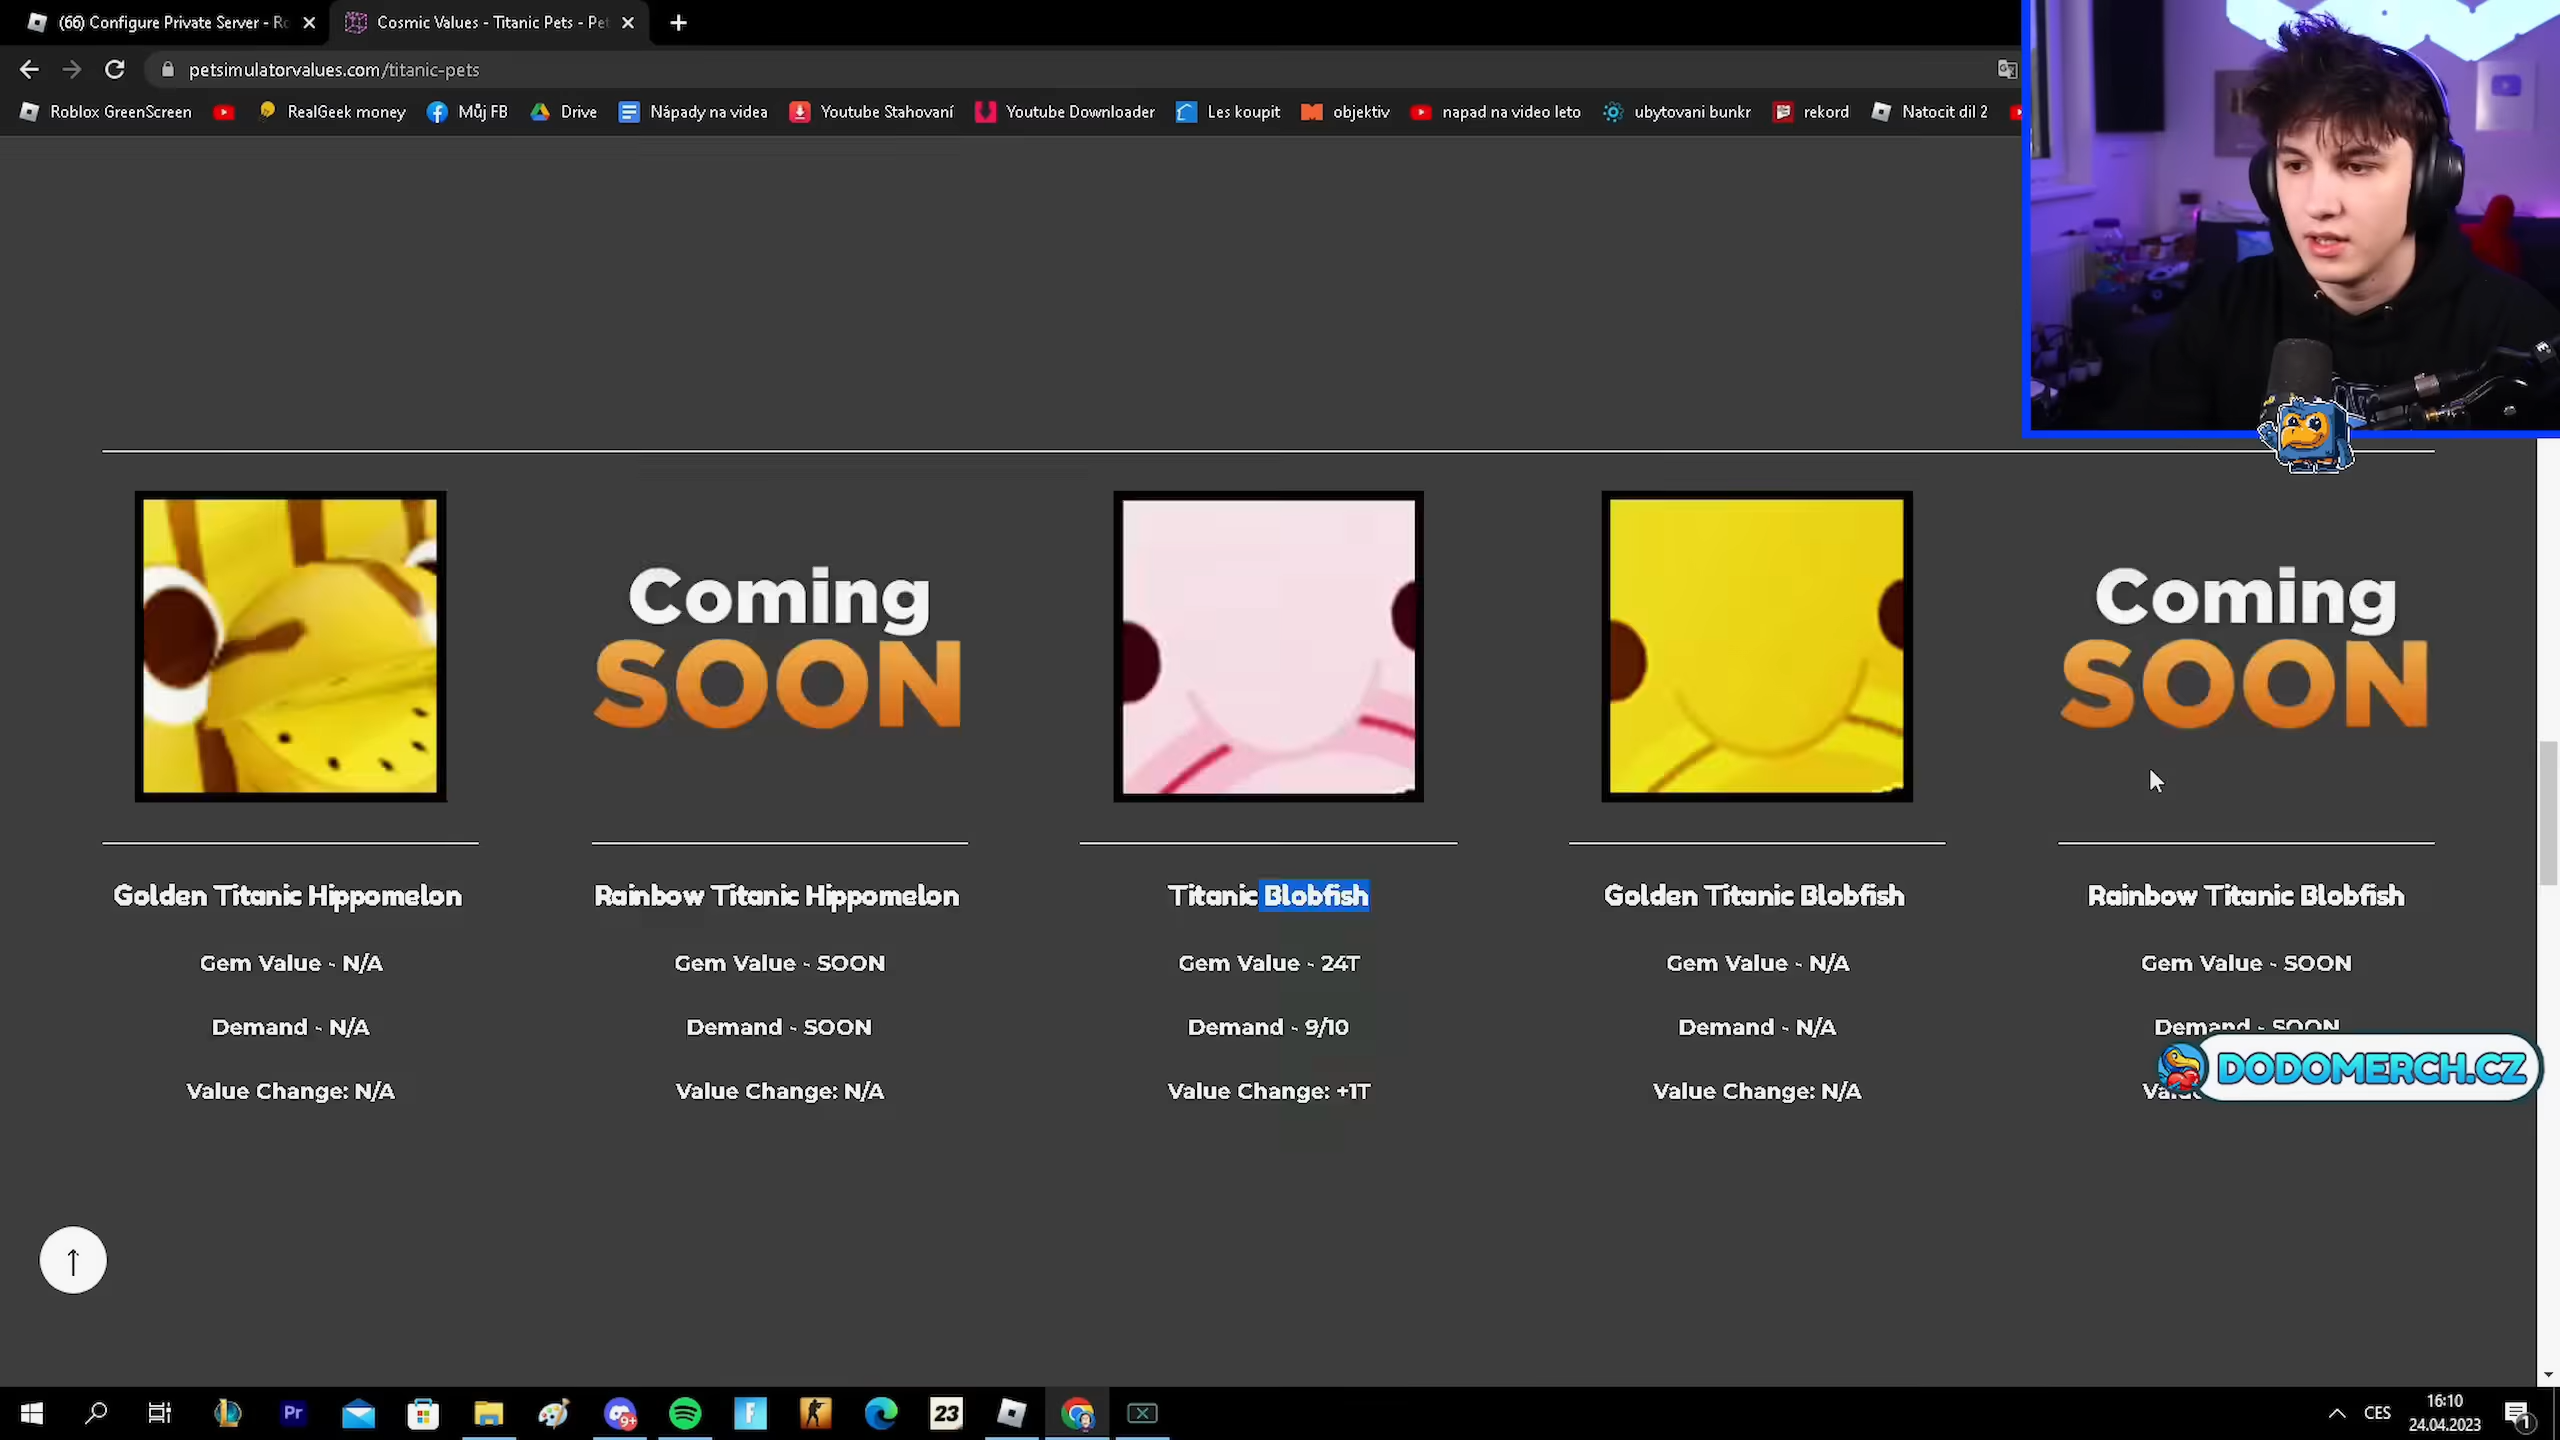 (66) Configure Private Server - Ro
Cosmic Values - Titanic Pets - Pet
petsimulatorvalues.com/titanic-pets
Roblox GreenScreen
RealGeek money
Můj FB
Drive
Nápady na videa
Youtube Stahovaní
Youtube Downloader
Les koupit
objektiv
napad na video leto
ubytovani bunkr
rekord
Natocit dil 2
Coming
SOON
Coming
SOON
Golden Titanic Hippomelon
Rainbow Titanic Hippomelon
Titanic Blobfish
Golden Titanic Blobfish
Rainbow Titanic Blobfish
Gem Value - N/A
Gem Value - SOON
Gem Value - 24T
Gem Value - N/A
Gem Value - SOON
Demand - N/A
Demand - SOON
Demand - 9/10
Demand - N/A
Demand - SOON
Value Change: N/A
Value Change: N/A
Value Change: +1T
Value Change: N/A
DODOMERCH.CZ
Pr
9+
23
CES
16:10
24.04.2023
1